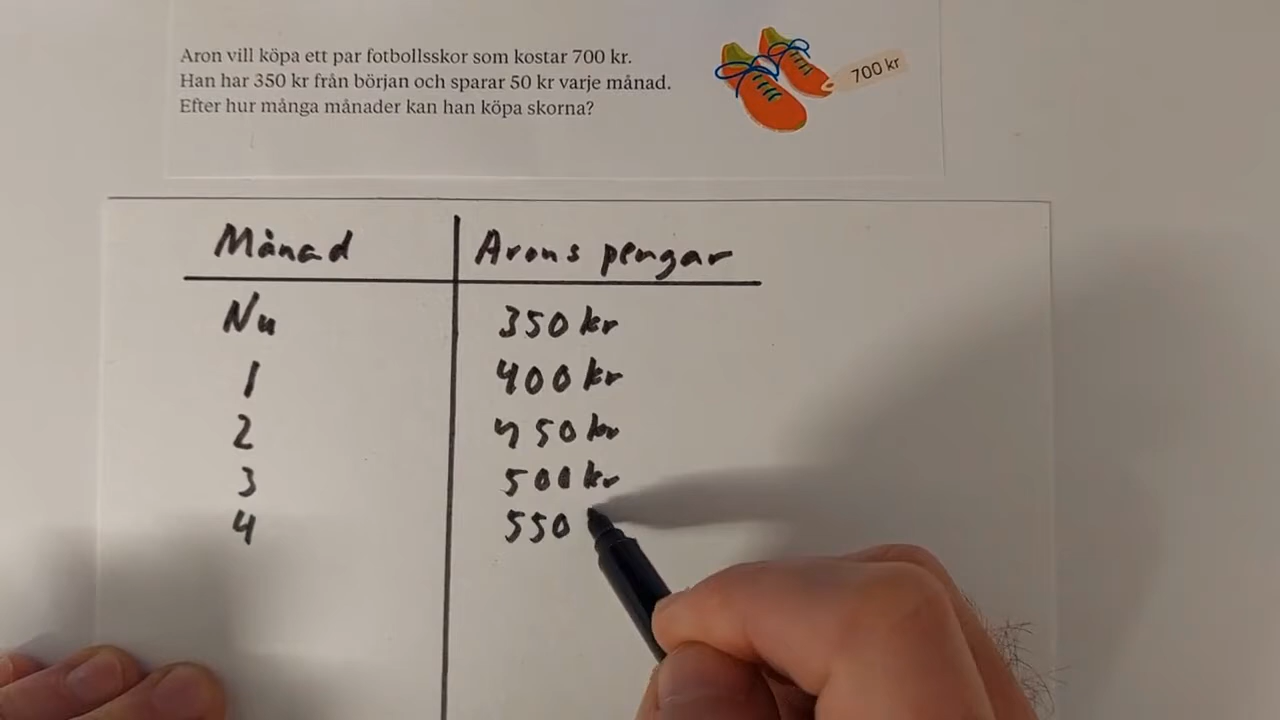 Aron vill köpa ett par fotbollsskor som kostar 700 kr.
Han har 350 kr från början och sparar 50 kr varje månad.
Efter hur många månader kan han köpa skorna?
700 kr
Månad Arons pengar
Nu 350 kr
1 400 kr
2 450 kr
3 500 kr
4 550